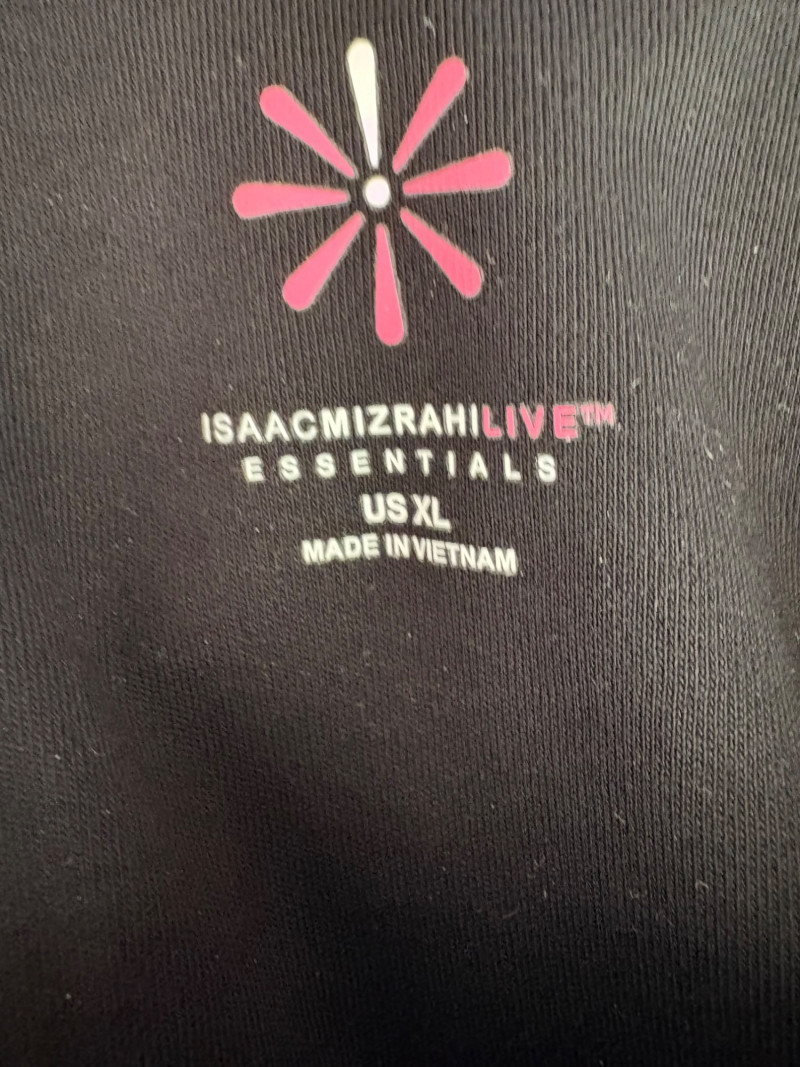 ISAACMIZRAHILIVE™
ESSENTIALS
US XL
MADE IN VIETNAM